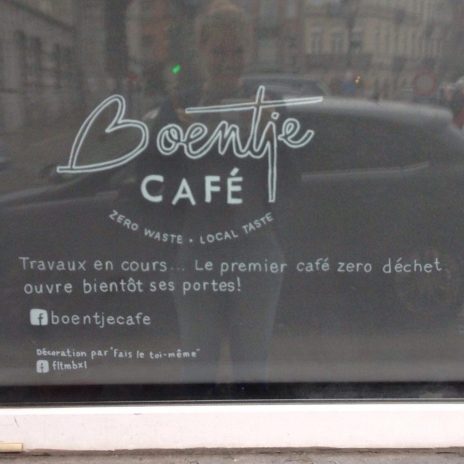 Boentje
CAFÉ
ZERO WASTE • LOCAL TASTE
Travaux en cours... Le premier café zero déchet
ouvre bientôt ses portes!
f boentjecafe
Décoration par "fais le toi-même"
f fltmbxl